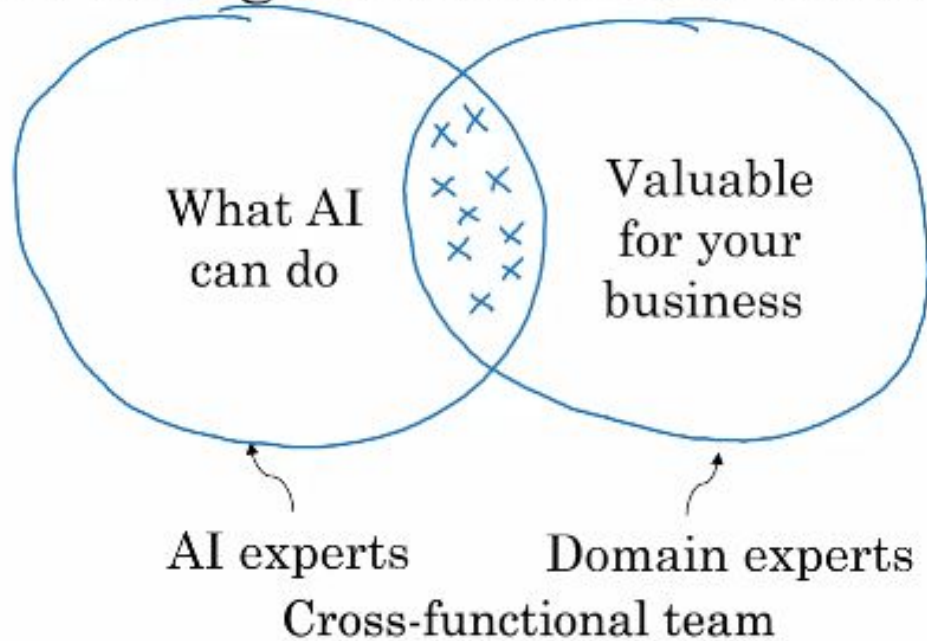 What AI
can do
Valuable
for your
business
AI experts
Domain experts
Cross-functional team